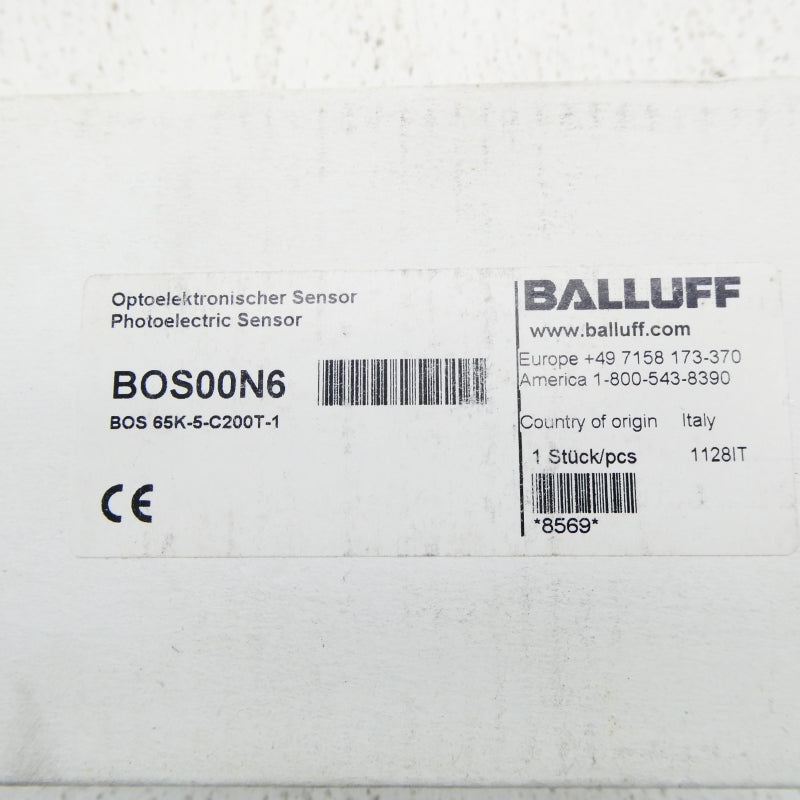 Optoelektronischer Sensor
Photoelectric Sensor
BOS00N6
BOS 65K-5-C200T-1
CE
BALLUFF
www.balluff.com
Europe +49 7158 173-370
America 1-800-543-8390
Country of origin Italy
1 Stück/pcs 1128IT
*8569*